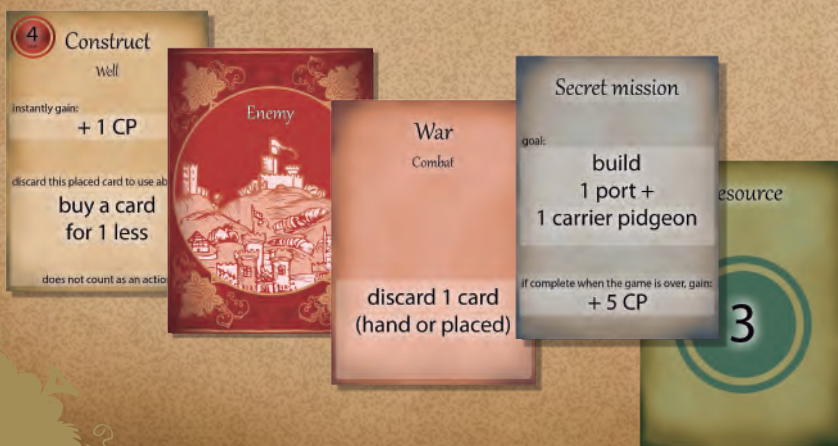 4
Construct
Well
instantly gain:
+ 1 CP
discard this placed card to use ab
buy a card
for 1 less
does not count as an actio
Enemy
War
Combat
discard 1 card
(hand or placed)
Secret mission
goal:
build
1 port +
1 carrier pidgeon
if complete when the game is over, gain:
+ 5 CP
esource
3